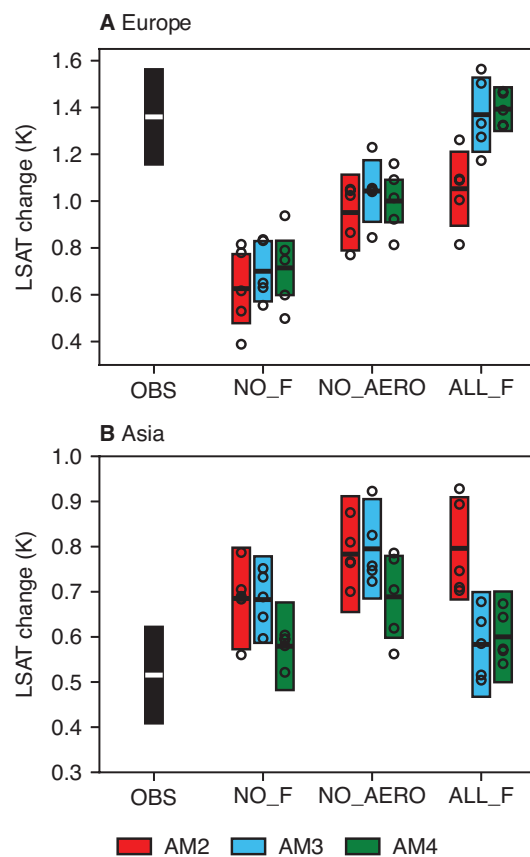 A Europe
LSAT change (K)
1.6
1.4
1.2
1.0
0.8
0.6
0.4
OBS NO_F NO_AERO ALL_F
B Asia
LSAT change (K)
1.0
0.9
0.8
0.7
0.6
0.5
0.4
0.3
OBS NO_F NO_AERO ALL_F
AM2 AM3 AM4